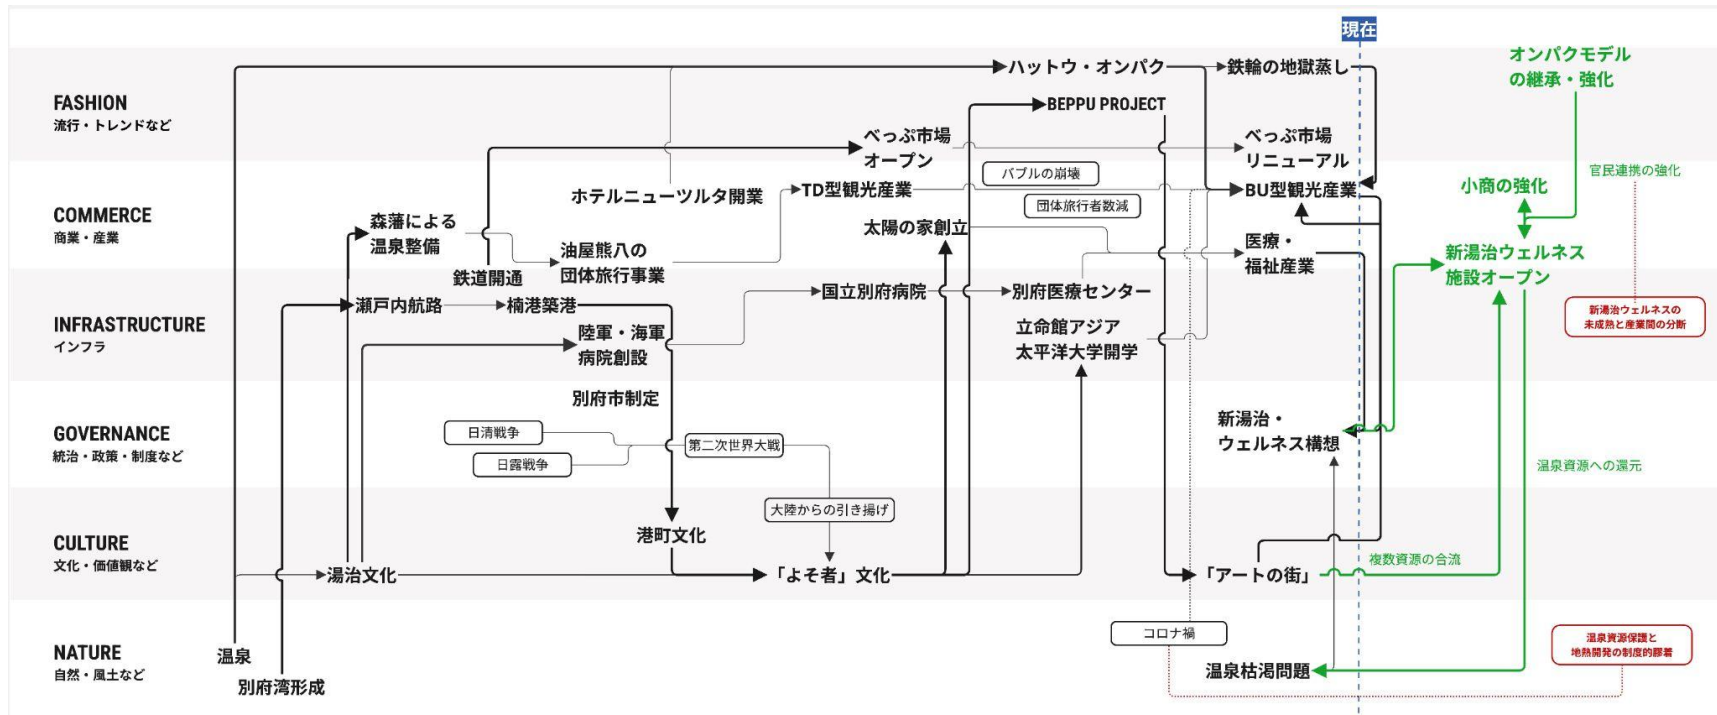 現在
FASHION
流行・トレンドなど
ハットウ・オンパク
鉄輪の地獄蒸し
オンパクモデル
の継承・強化
BEPPU PROJECT
べっぷ市場
オープン
べっぷ市場
リニューアル
COMMERCE
商業・産業
ホテルニューツルタ開業
TD型観光産業
バブルの崩壊
団体旅行者数減
BU型観光産業
小商の強化
官民連携の強化
森藩による
温泉整備
油屋熊八の
団体旅行事業
鉄道開通
太陽の家創立
医療・
福祉産業
新湯治ウェルネス
施設オープン
INFRASTRUCTURE
インフラ
瀬戸内航路
楠港築港
陸軍・海軍
病院創設
国立別府病院
別府医療センター
立命館アジア
太平洋大学開学
新湯治ウェルネスの
未成熟と産業間の分断
GOVERNANCE
統治・政策・制度など
別府市制定
日清戦争
日露戦争
第二次世界大戦
新湯治・
ウェルネス構想
温泉資源への還元
CULTURE
文化・価値観など
大陸からの引き揚げ
港町文化
湯治文化
「よそ者」文化
「アートの街」
複数資源の合流
NATURE
自然・風土など
温泉
別府湾形成
コロナ禍
温泉枯渇問題
温泉資源保護と
地熱開発の制度的膠着